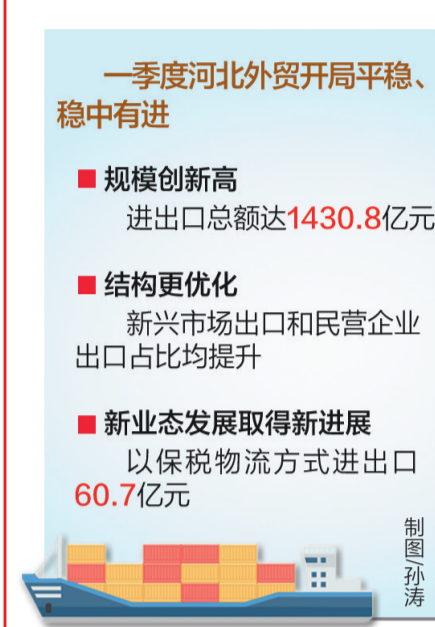 一季度河北外贸开局平稳、
稳中有进
■ 规模创新高
进出口总额达1430.8亿元
■ 结构更优化
新兴市场出口和民营企业
出口占比均提升
■ 新业态发展取得新进展
以保税物流方式进出口
60.7亿元
制图/孙涛